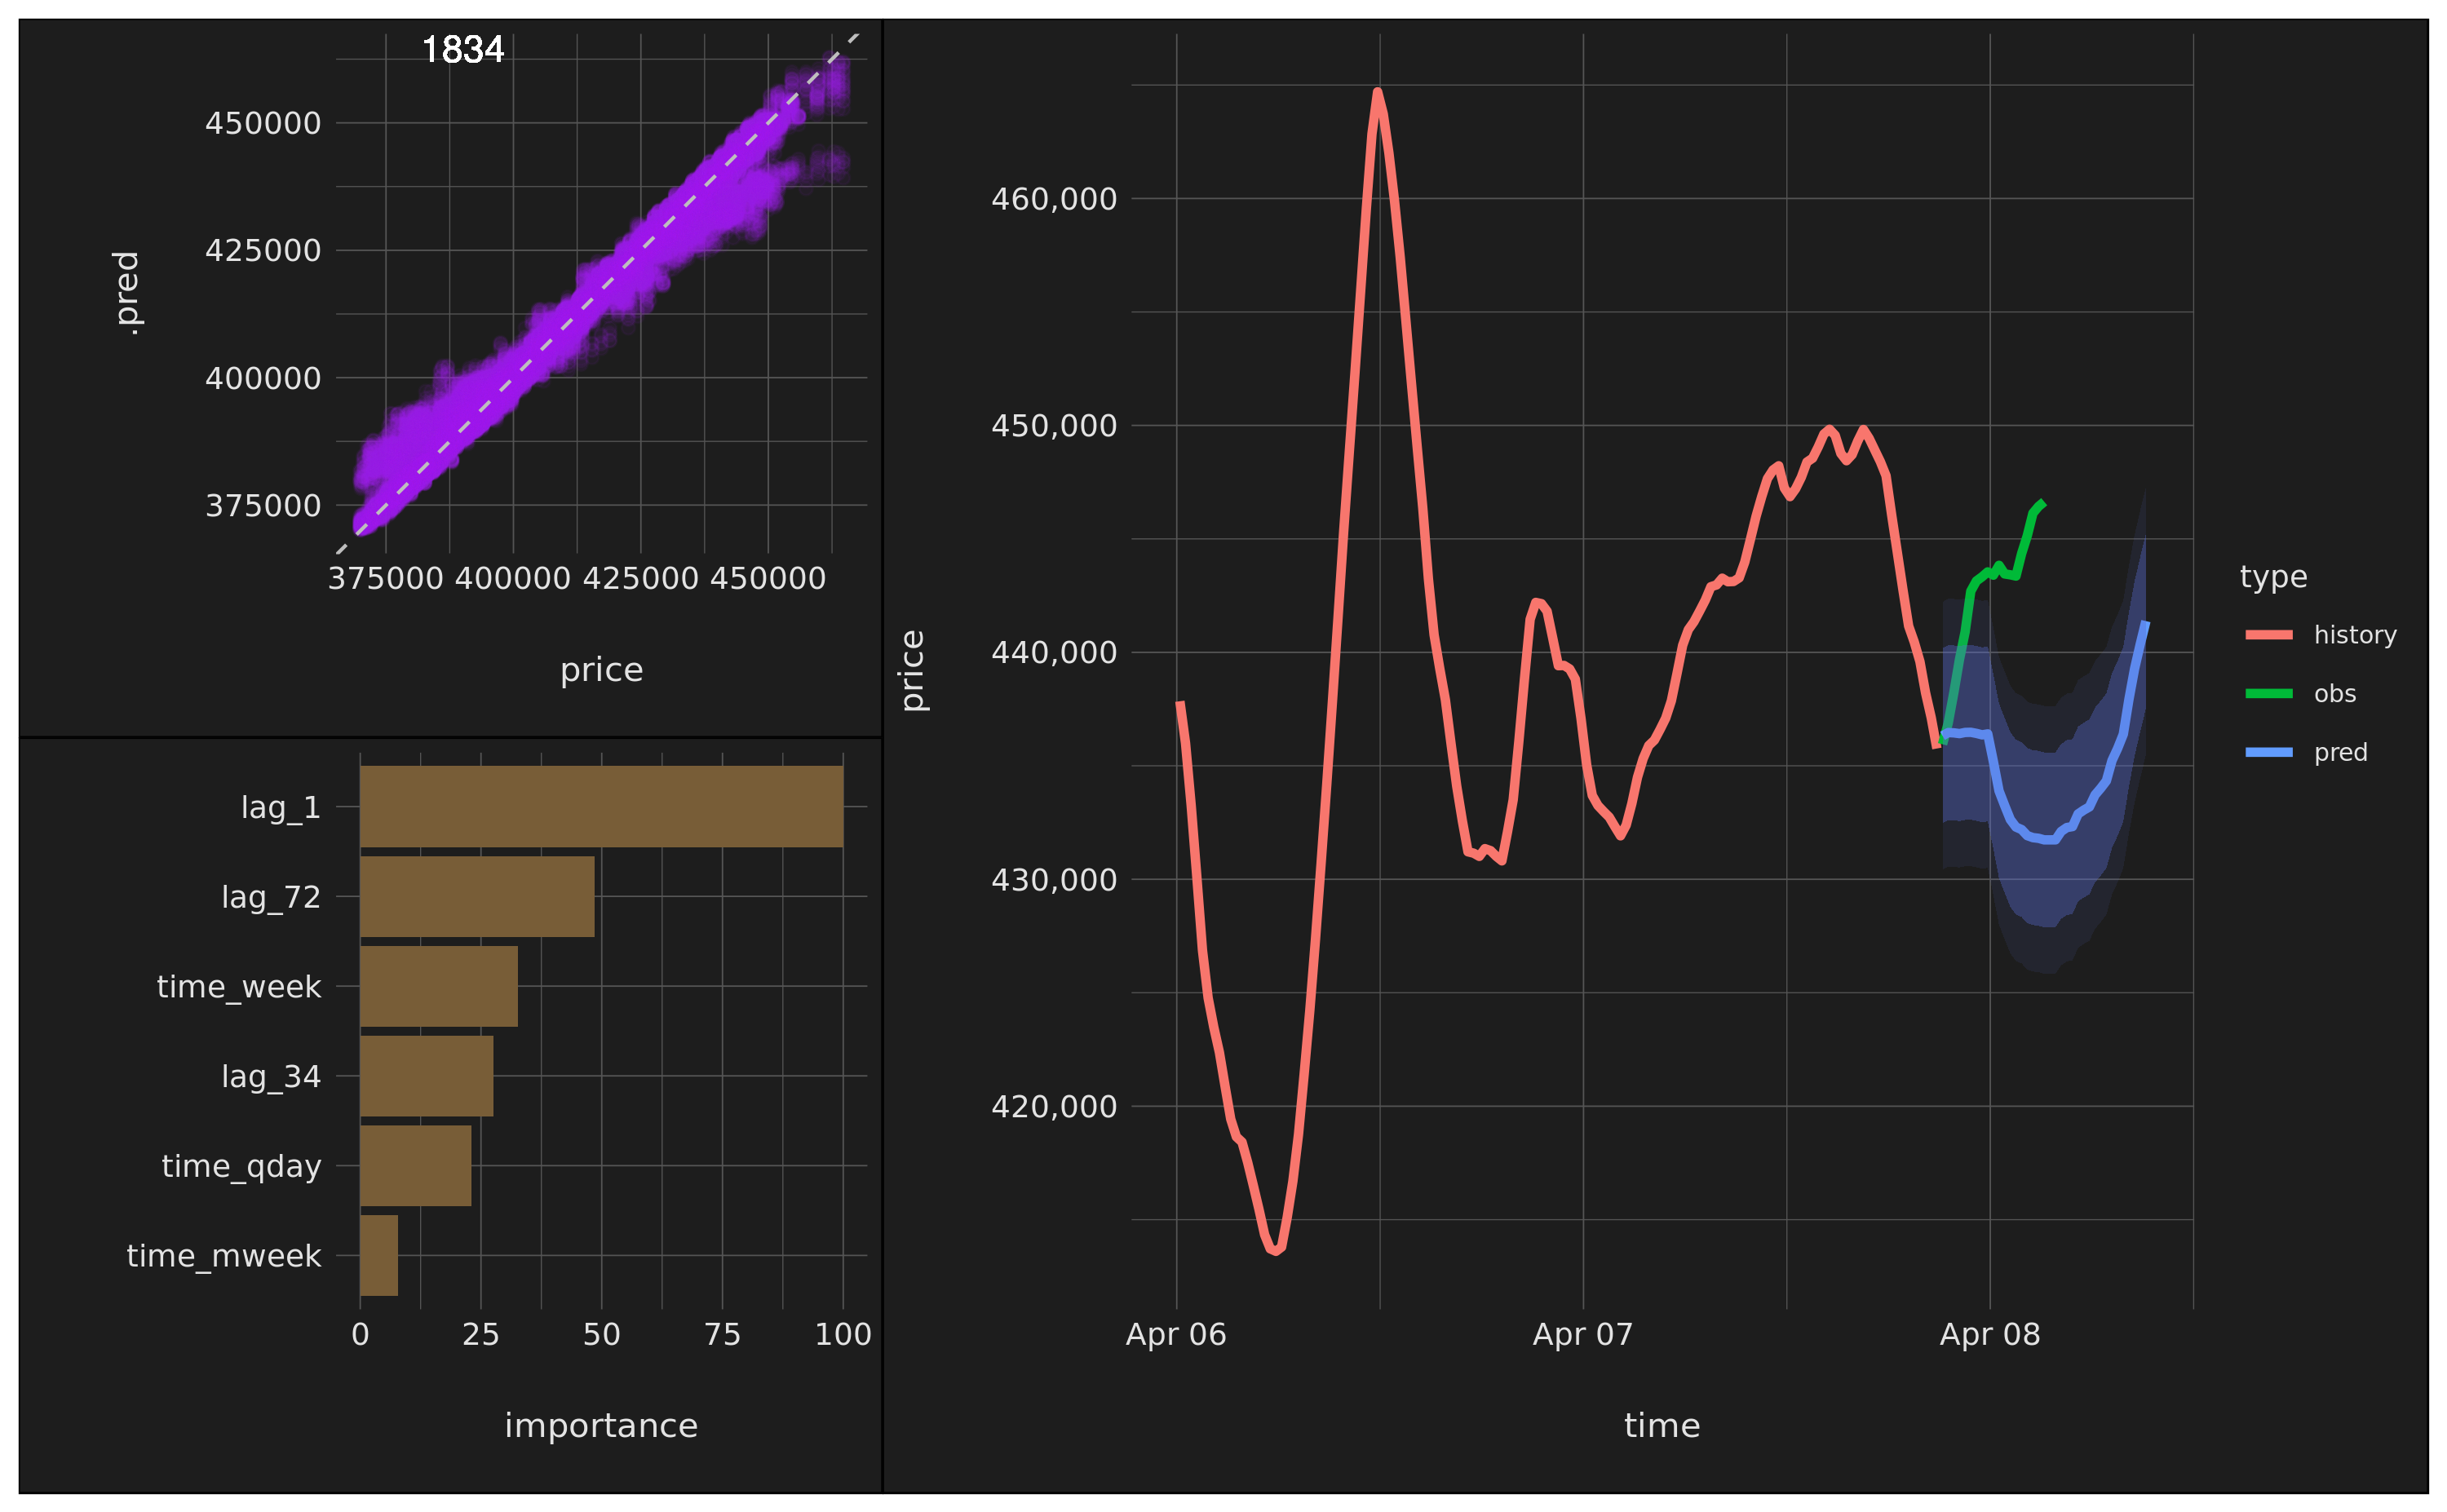 1834
450000
425000
400000
375000
.pred
375000 400000 425000 450000
price
lag_1
lag_72
time_week
lag_34
time_qday
time_mweek
0 25 50 75 100
importance
460,000
450,000
440,000
430,000
420,000
price
Apr 06 Apr 07 Apr 08
time
type
history
obs
pred